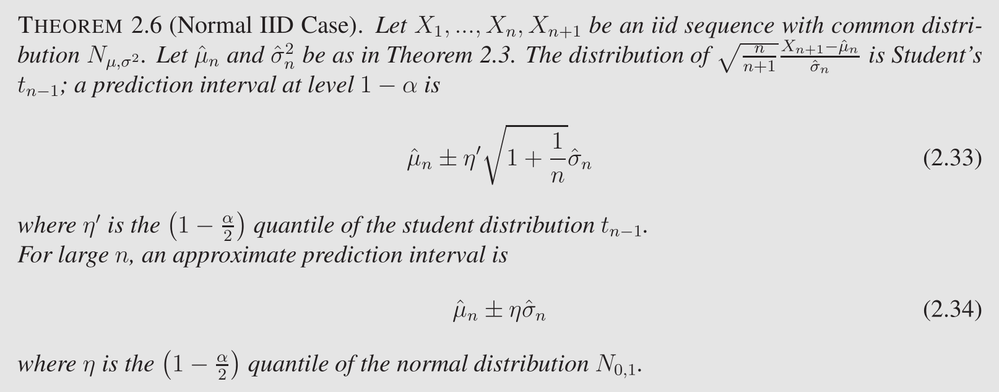 THEOREM 2.6 (Normal IID Case). Let $X_1, ..., X_n, X_{n+1}$ be an iid sequence with common distri-
bution $N_{\mu,\sigma^2}$. Let $\hat{\mu}_n$ and $\hat{\sigma}_n^2$ be as in Theorem 2.3. The distribution of $\sqrt{\frac{n}{n+1}}\frac{X_{n+1}-\hat{\mu}_n}{\hat{\sigma}_n}$ is Student's
$t_{n-1}$; a prediction interval at level $1 - \alpha$ is
$\hat{\mu}_n \pm \eta' \sqrt{1 + \frac{1}{n}} \hat{\sigma}_n$ (2.33)
where $\eta'$ is the $\left(1 - \frac{\alpha}{2}\right)$ quantile of the student distribution $t_{n-1}$.
For large $n$, an approximate prediction interval is
$\hat{\mu}_n \pm \eta \hat{\sigma}_n$ (2.34)
where $\eta$ is the $\left(1 - \frac{\alpha}{2}\right)$ quantile of the normal distribution $N_{0,1}$.